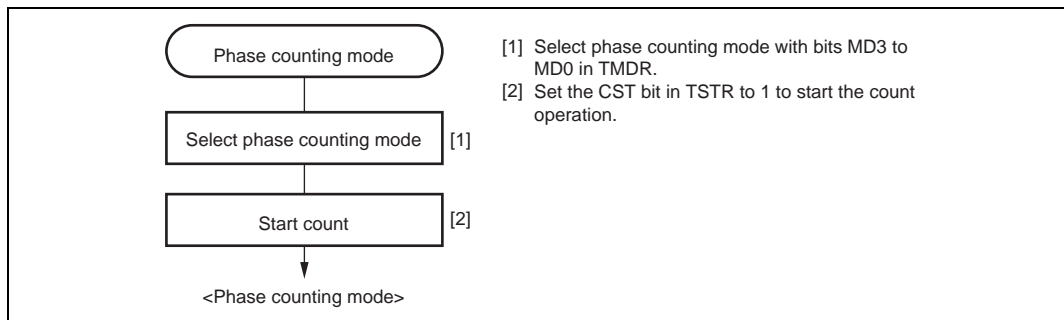 Phase counting mode
Select phase counting mode [1]
Start count [2]
<Phase counting mode>
[1] Select phase counting mode with bits MD3 to
MD0 in TMDR.
[2] Set the CST bit in TSTR to 1 to start the count
operation.